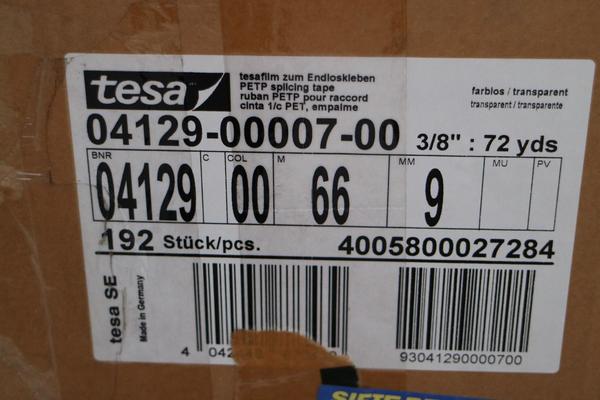 tesa
tesafilm zum Endloskleben
PETP splicing tape
ruban PETP pour raccord
cinta 1/c PET, empalme
farblos / transparent
transparent / transparente
04129-00007-00 3/8" : 72 yds
BNR C COL M MM MU PV
04129 00 66 9
192 Stück/pcs. 4005800027284
tesa SE
Made in Germany
93041290000700